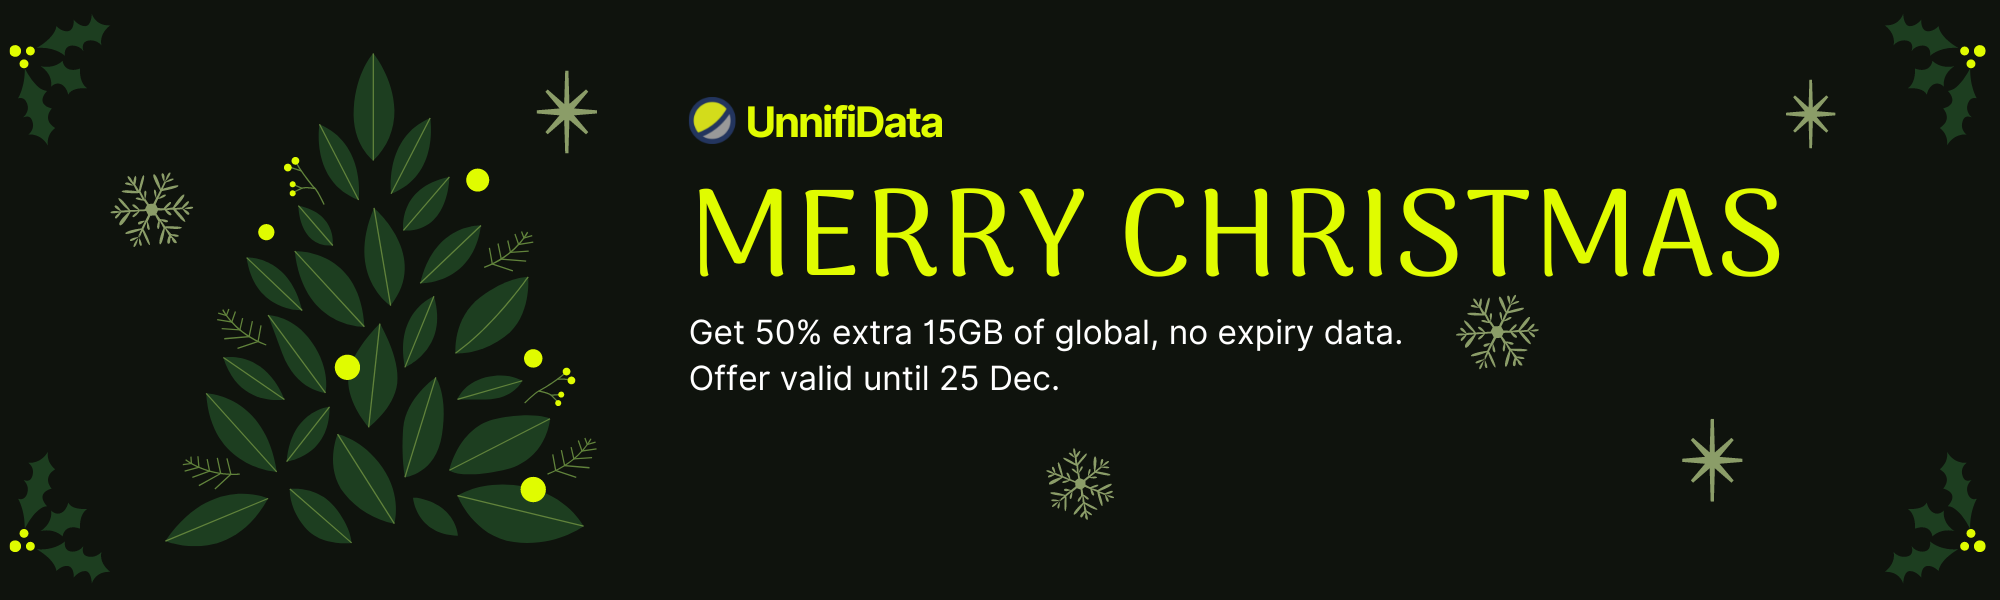 UnnifiData
MERRY CHRISTMAS
Get 50% extra 15GB of global, no expiry data.
Offer valid until 25 Dec.